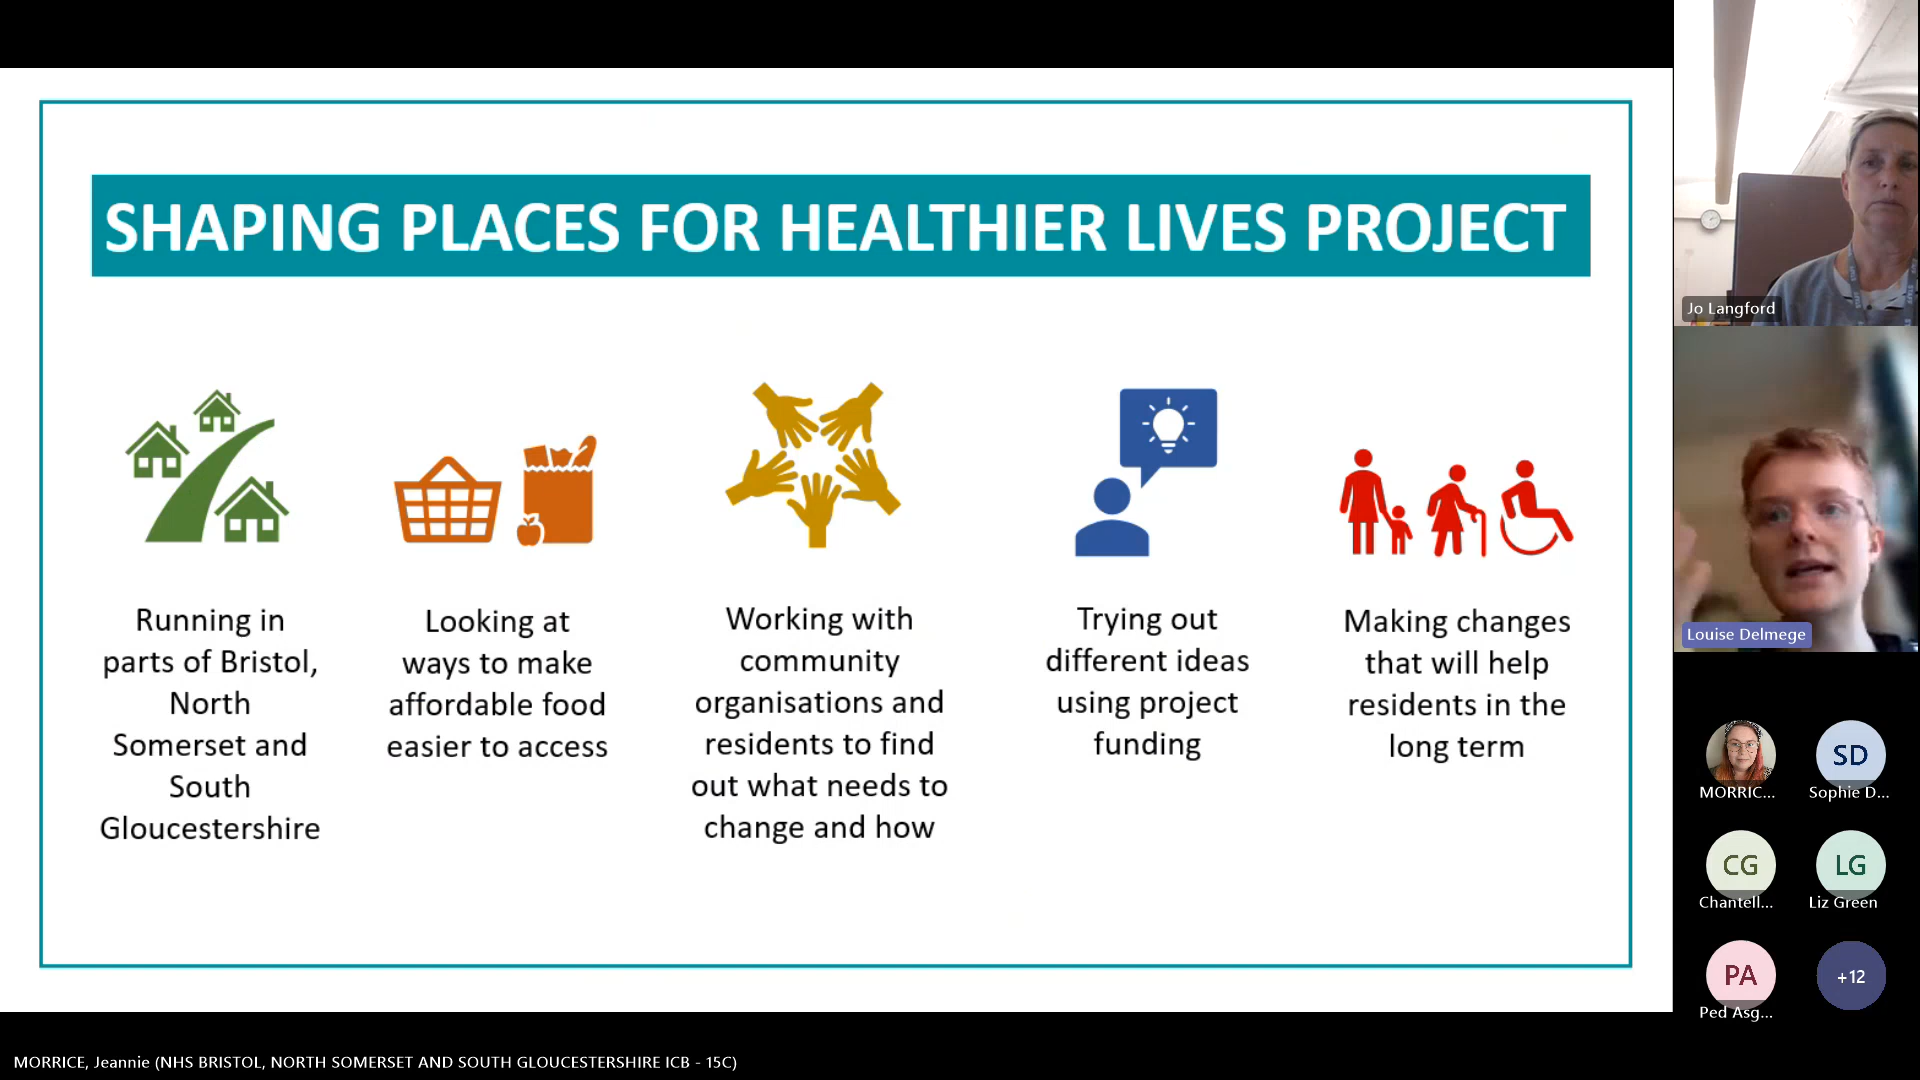 SHAPING PLACES FOR HEALTHIER LIVES PROJECT
Running in
parts of Bristol,
North
Somerset and
South
Gloucestershire
Looking at
ways to make
affordable food
easier to access
Working with
community
organisations and
residents to find
out what needs to
change and how
Trying out
different ideas
using project
funding
Making changes
that will help
residents in the
long term
Jo Langford
Louise Delmege
MORRIC...
SD
Sophie D...
CG
Chantell...
LG
Liz Green
PA
Ped Asg...
+12
MORRICE, Jeannie (NHS BRISTOL, NORTH SOMERSET AND SOUTH GLOUCESTERSHIRE ICB - 15C)